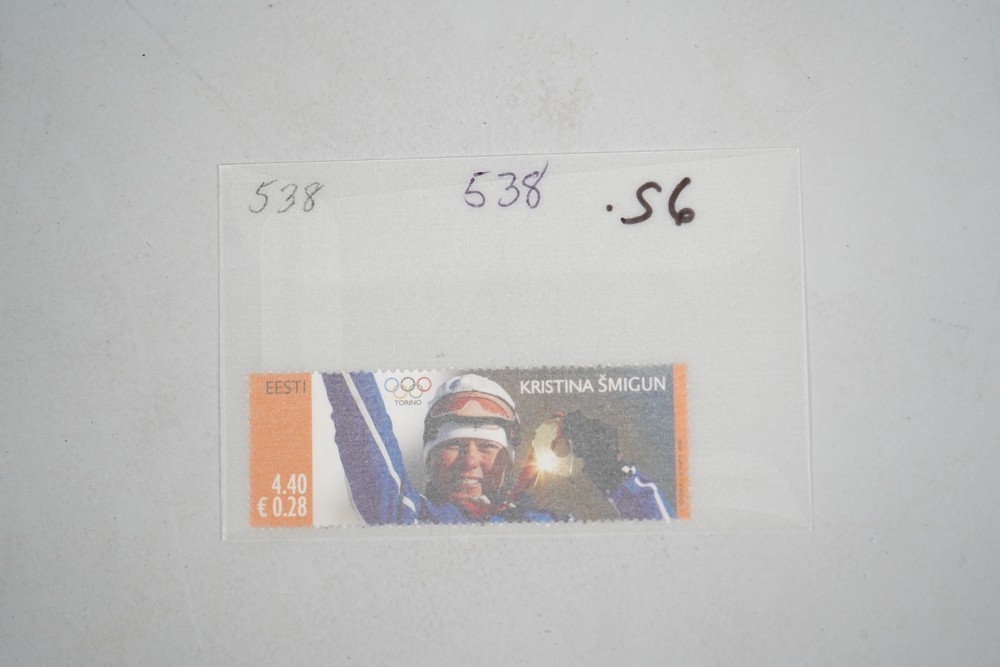 538 538 .56
EESTI
TORINO
KRISTINA ŠMIGUN
4.40
€ 0.28